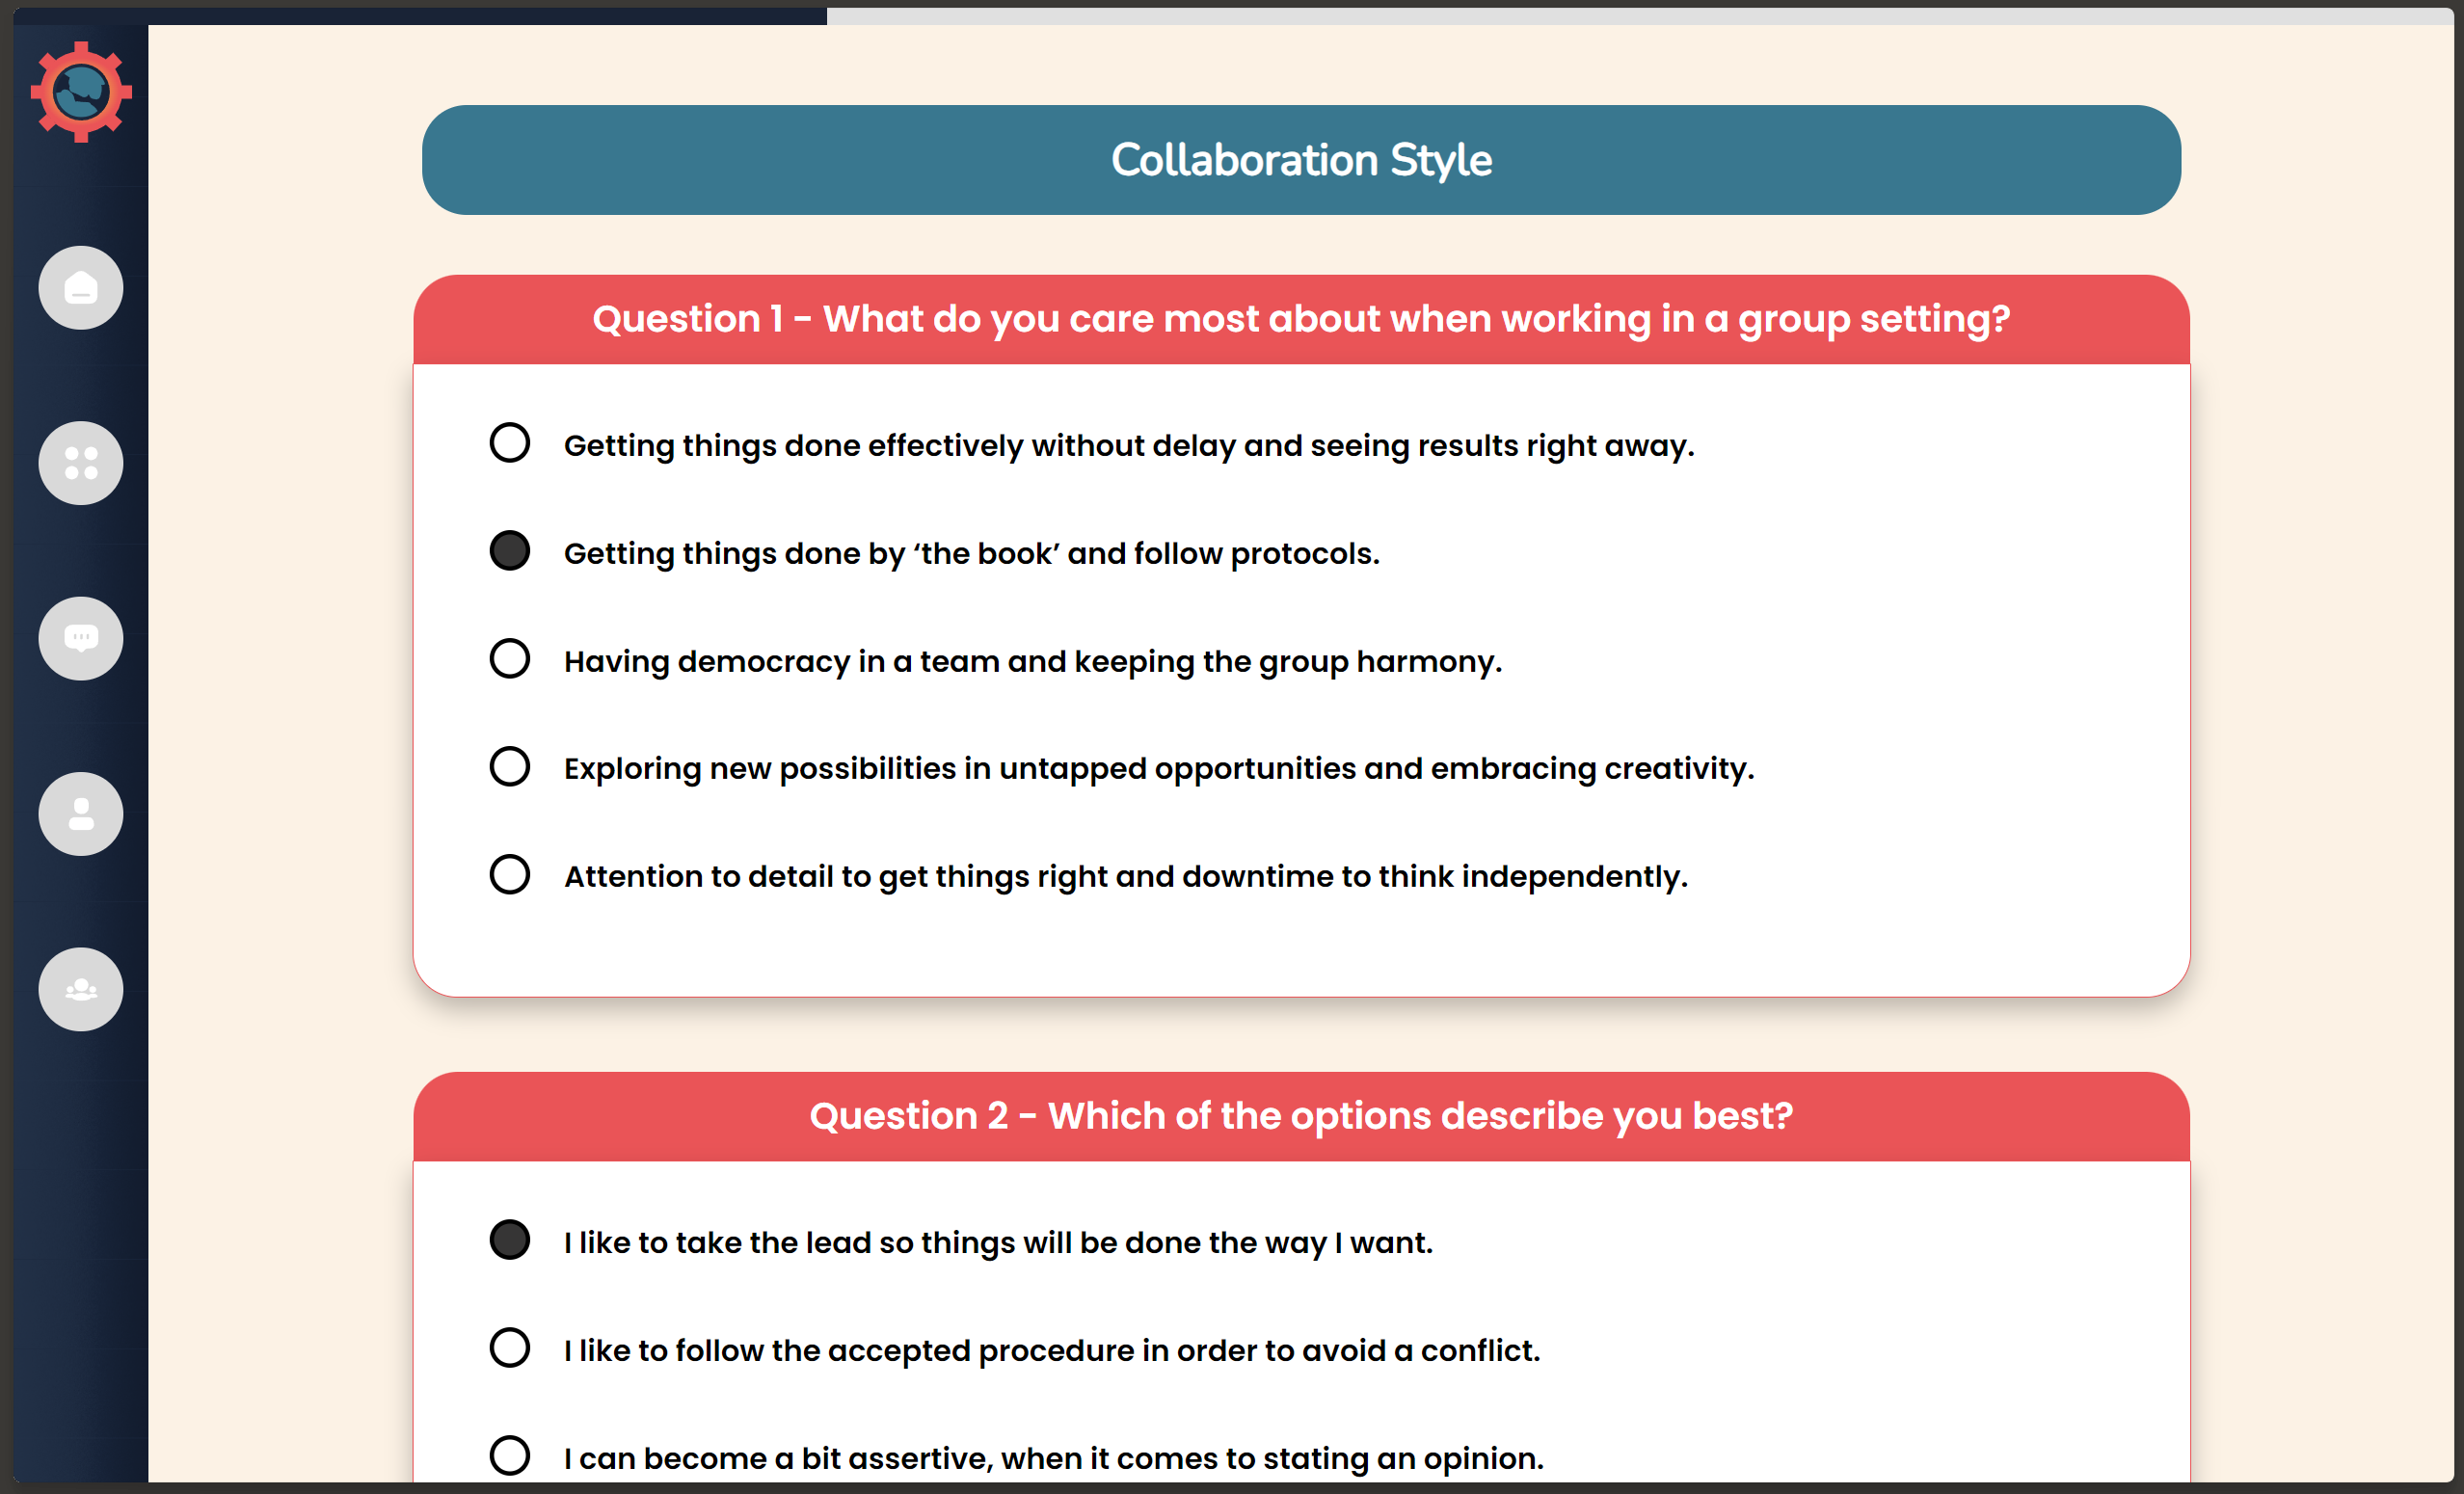 Collaboration Style
Question 1 - What do you care most about when working in a group setting?
Getting things done effectively without delay and seeing results right away.
Getting things done by ‘the book’ and follow protocols.
Having democracy in a team and keeping the group harmony.
Exploring new possibilities in untapped opportunities and embracing creativity.
Attention to detail to get things right and downtime to think independently.
Question 2 - Which of the options describe you best?
I like to take the lead so things will be done the way I want.
I like to follow the accepted procedure in order to avoid a conflict.
I can become a bit assertive, when it comes to stating an opinion.